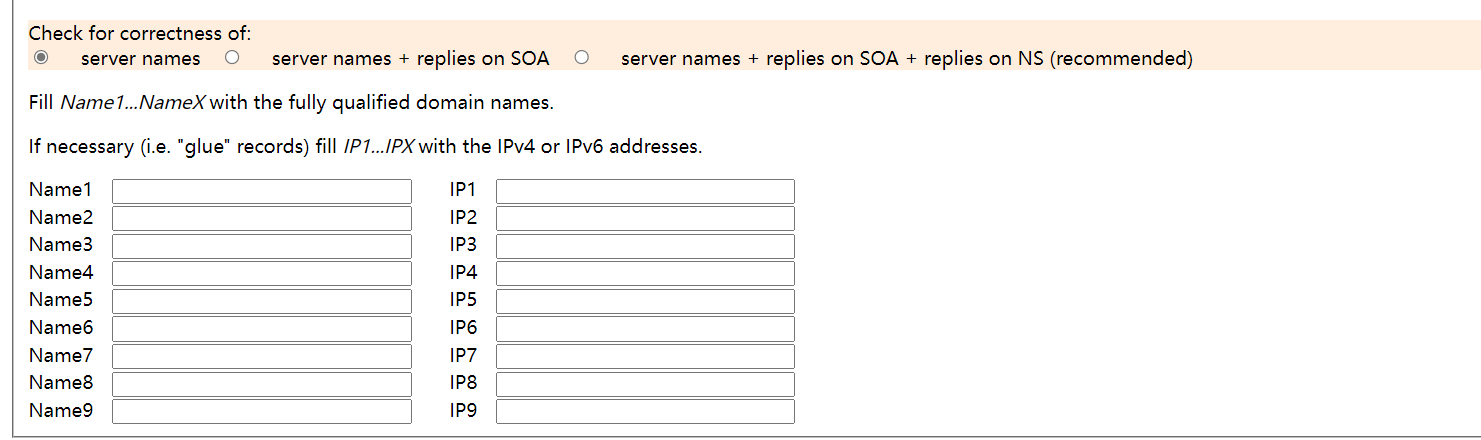 Check for correctness of:
server names server names + replies on SOA server names + replies on SOA + replies on NS (recommended)
Fill Name1...NameX with the fully qualified domain names.
If necessary (i.e. "glue" records) fill IP1...IPX with the IPv4 or IPv6 addresses.
Name1 IP1
Name2 IP2
Name3 IP3
Name4 IP4
Name5 IP5
Name6 IP6
Name7 IP7
Name8 IP8
Name9 IP9